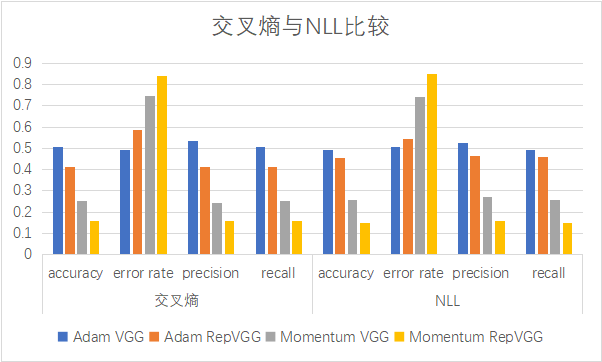 交叉熵与NLL比较
0.9
0.8
0.7
0.6
0.5
0.4
0.3
0.2
0.1
0
accuracy error rate precision recall accuracy error rate precision recall
交叉熵 NLL
Adam VGG Adam RepVGG Momentum VGG Momentum RepVGG